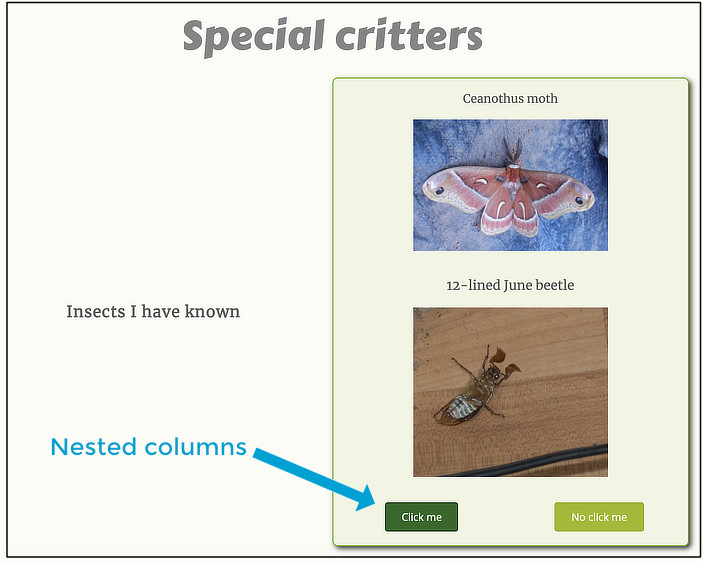 Special critters
Ceanothus moth
12-lined June beetle
Insects I have known
Nested columns
Click me
No click me